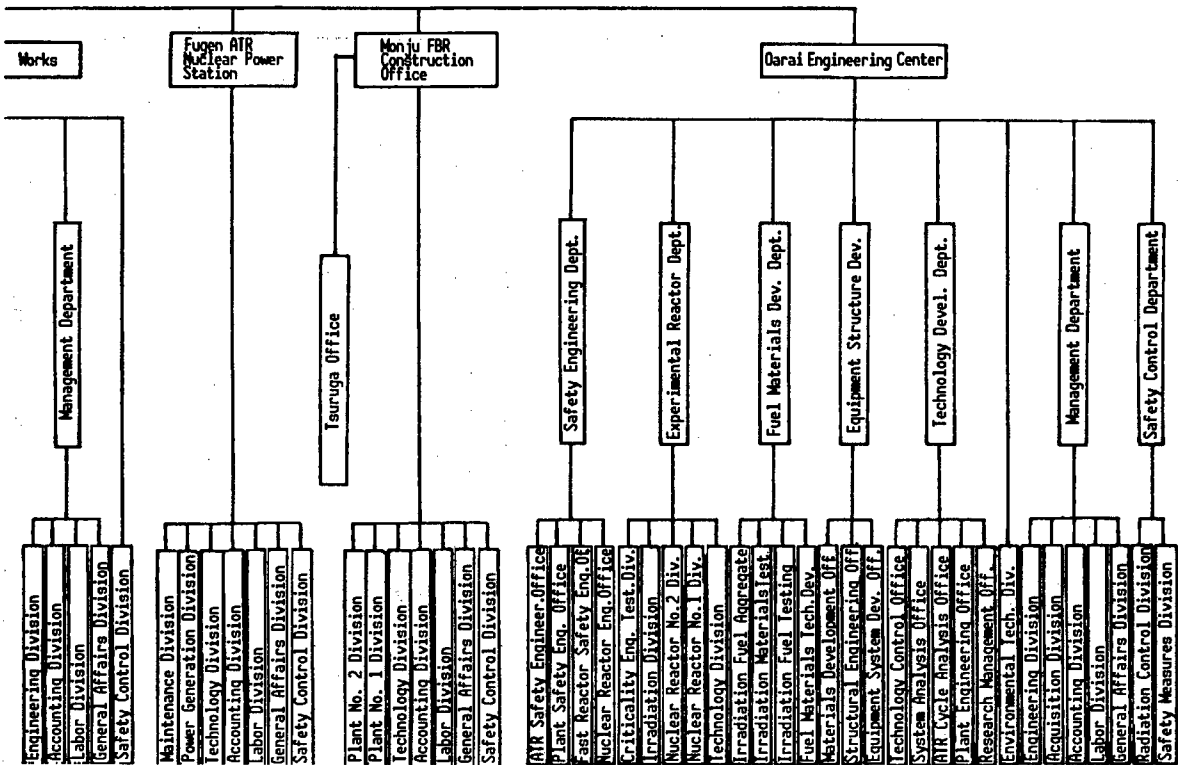 Works
Fugen ATR
Nuclear Power
Station
Monju FBR
Construction
Office
Oarai Engineering Center
Management Department
Tsuruga Office
Safety Engineering Dept.
Experimental Reactor Dept.
Fuel Materials Dev. Dept.
Equipment Structure Dev.
Technology Devel. Dept.
Management Department
Safety Control Department
Engineering Division
Accounting Division
Labor Division
General Affairs Division
Safety Control Division
Maintenance Division
Power Generation Division
Technology Division
Accounting Division
Labor Division
General Affairs Division
Safety Control Division
Plant No. 2 Division
Plant No. 1 Division
Technology Division
Accounting Division
Labor Division
General Affairs Division
Safety Control Division
ATR Safety Engineer.Office
Plant Safety Eng. Office
Fast Reactor Safety Eng.Of
Nuclear Reactor Eng.Office
Criticality Eng. Test.Div.
Irradiation Division
Nuclear Reactor No.2 Div.
Nuclear Reactor No.1 Div.
Technology Division
Irradiation Fuel Aggregate
Irradiation MaterialsTest.
Irradiation Fuel Testing
Fuel Materials Tech.Dev.
Materials Development Off
Structural Engineering Off.
Equipment System Dev. Off.
Technology Control Office
System Analysis Office
ATR Cycle Analysis Office
Plant Engineering Office
Research Management Off.
Environmental Tech. Div.
Engineering Division
Acquisition Division
Accounting Division
Labor Division
General Affairs Division
Radiation Control Division
Safety Measures Division